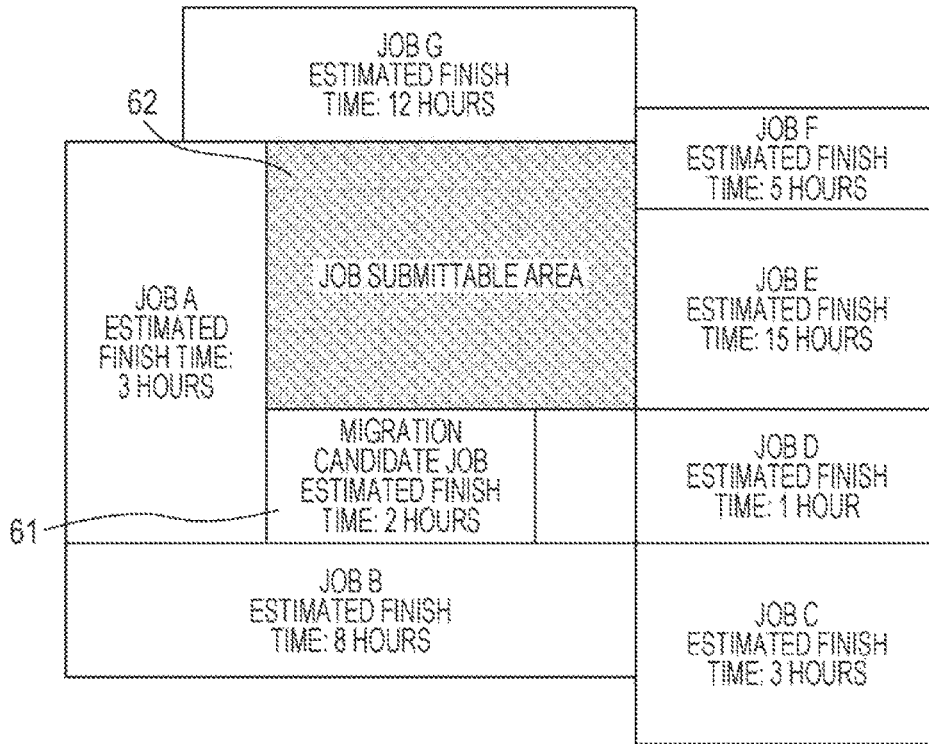 JOB G
ESTIMATED FINISH
TIME: 12 HOURS
62
JOB F
ESTIMATED FINISH
TIME: 5 HOURS
JOB SUBMITTABLE AREA
JOB E
ESTIMATED FINISH
TIME: 15 HOURS
JOB A
ESTIMATED
FINISH TIME:
3 HOURS
MIGRATION
CANDIDATE JOB
ESTIMATED FINISH
TIME: 2 HOURS
JOB D
ESTIMATED FINISH
TIME: 1 HOUR
61
JOB B
ESTIMATED FINISH
TIME: 8 HOURS
JOB C
ESTIMATED FINISH
TIME: 3 HOURS